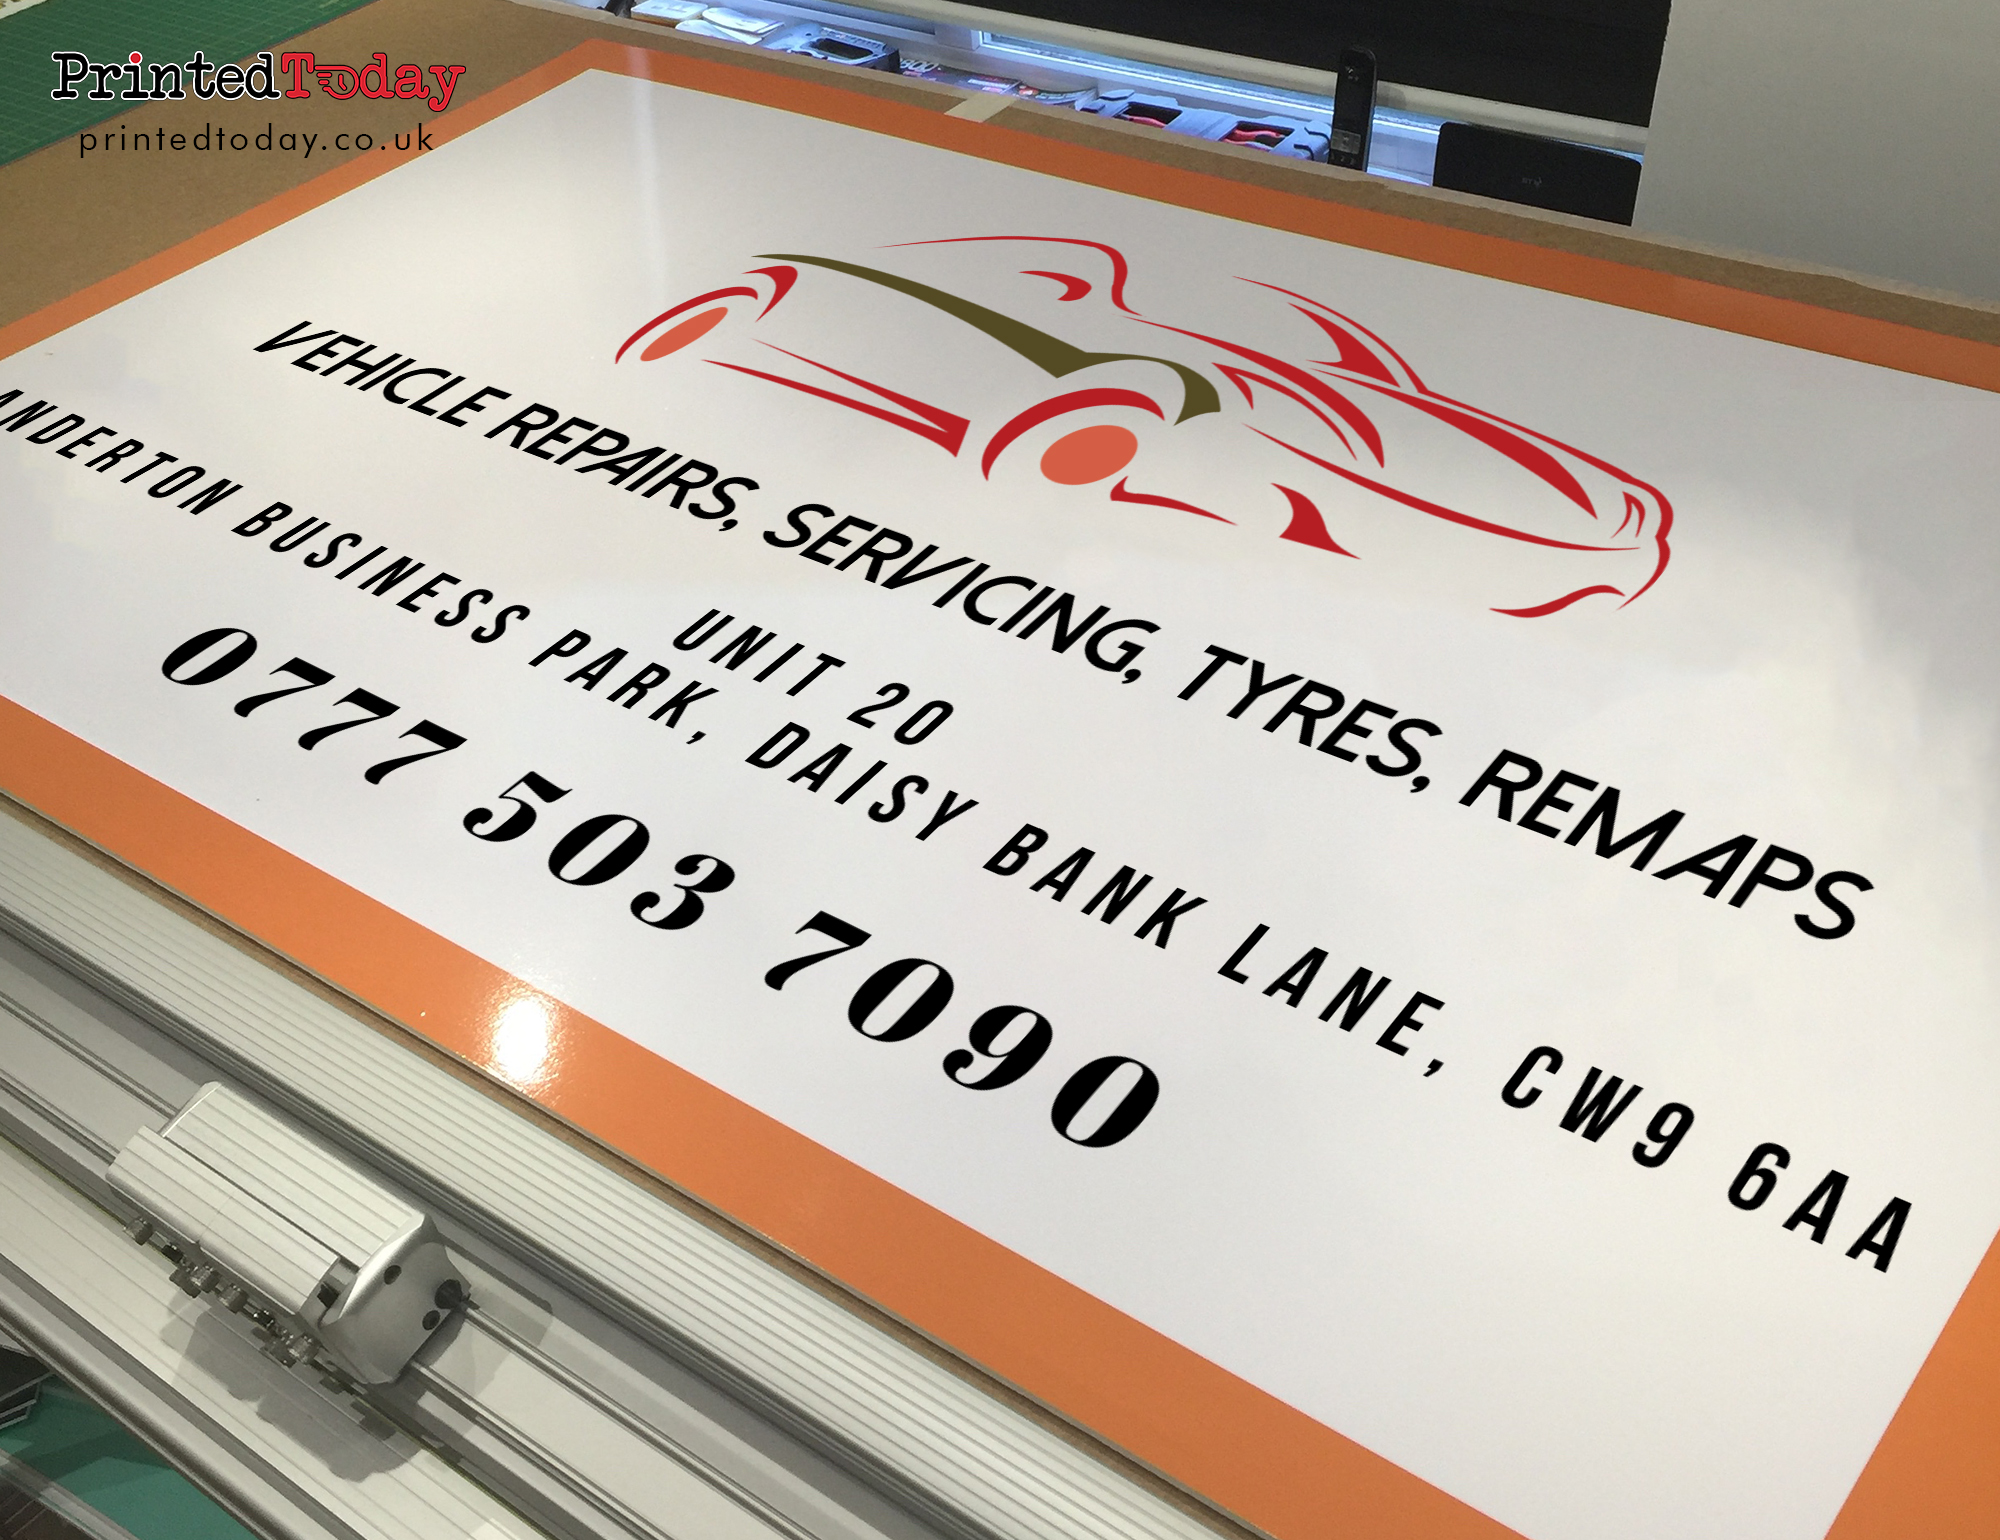 PrintedToday
printedtoday.co.uk
VEHICLE REPAIRS, SERVICING, TYRES, REMAPS
UNIT 20
ANDERTON BUSINESS PARK, DAISY BANK LANE, CW9 6AA
0777 503 7090